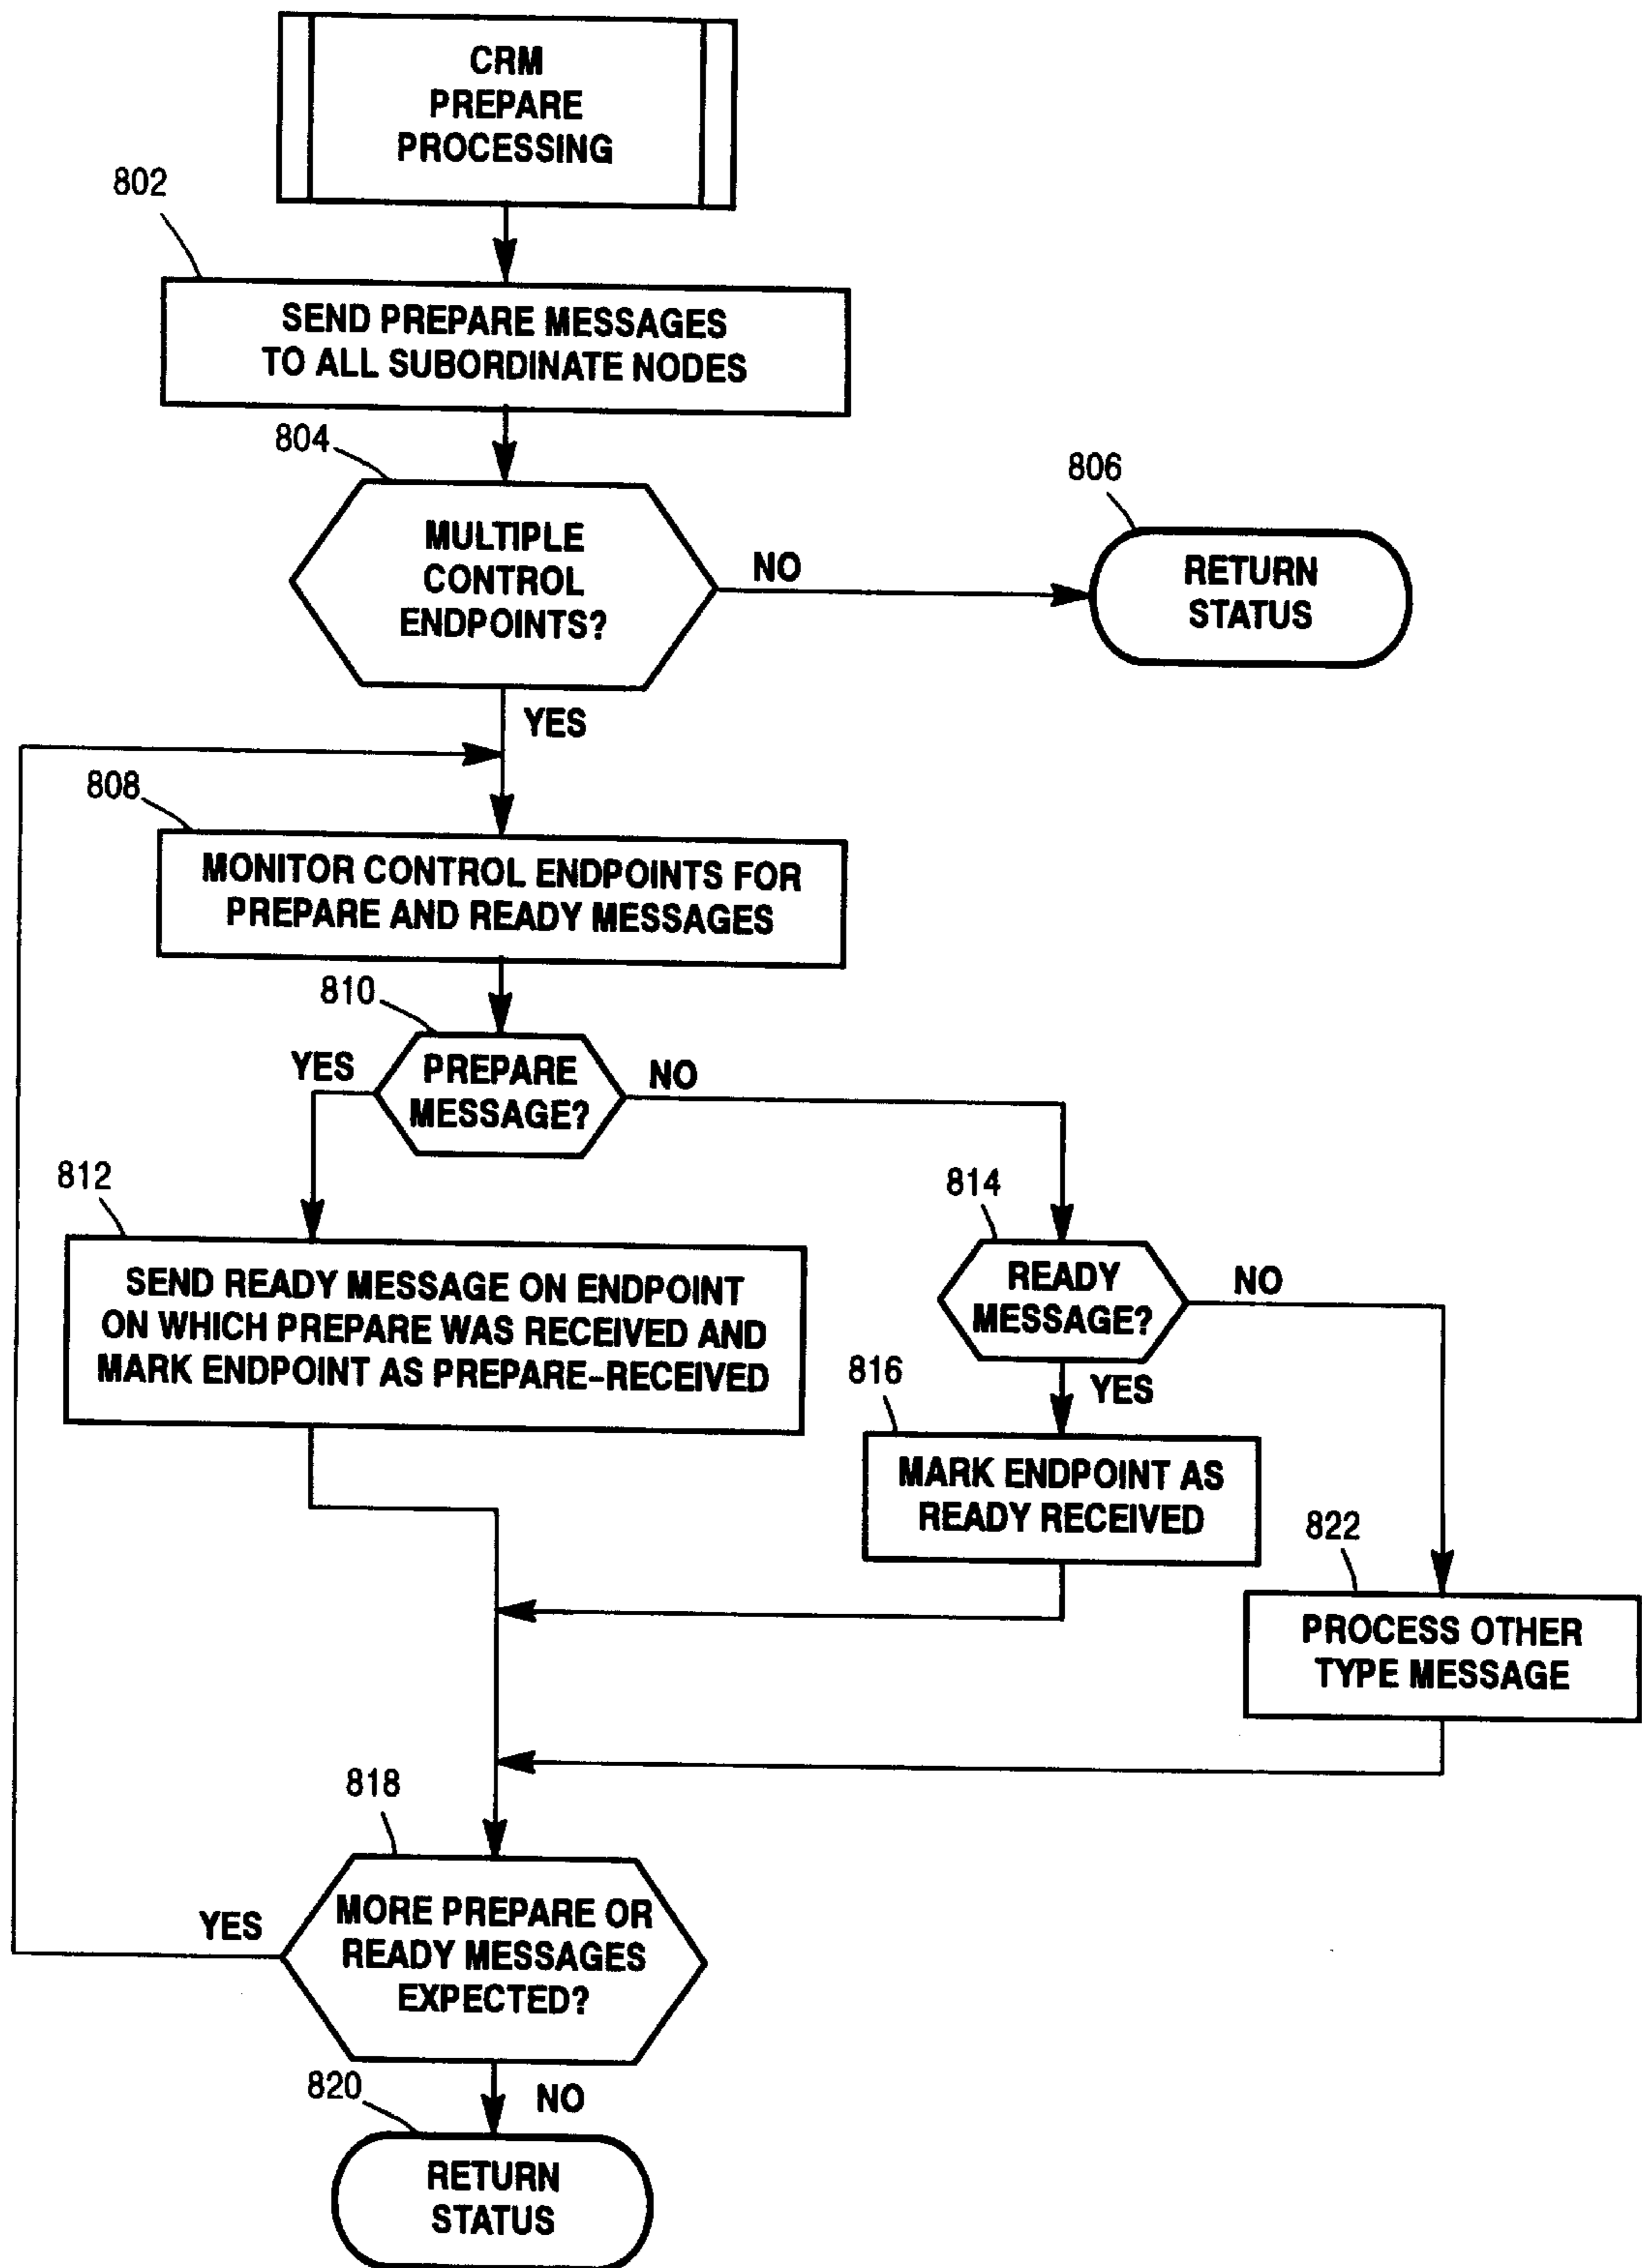 CRM
PREPARE
PROCESSING
802
SEND PREPARE MESSAGES
TO ALL SUBORDINATE NODES
804
MULTIPLE
CONTROL
ENDPOINTS?
NO
806
RETURN
STATUS
YES
808
MONITOR CONTROL ENDPOINTS FOR
PREPARE AND READY MESSAGES
810
YES
PREPARE
MESSAGE?
NO
812
SEND READY MESSAGE ON ENDPOINT
ON WHICH PREPARE WAS RECEIVED AND
MARK ENDPOINT AS PREPARE-RECEIVED
814
READY
MESSAGE?
NO
YES
816
MARK ENDPOINT AS
READY RECEIVED
822
PROCESS OTHER
TYPE MESSAGE
818
YES
MORE PREPARE OR
READY MESSAGES
EXPECTED?
NO
820
RETURN
STATUS